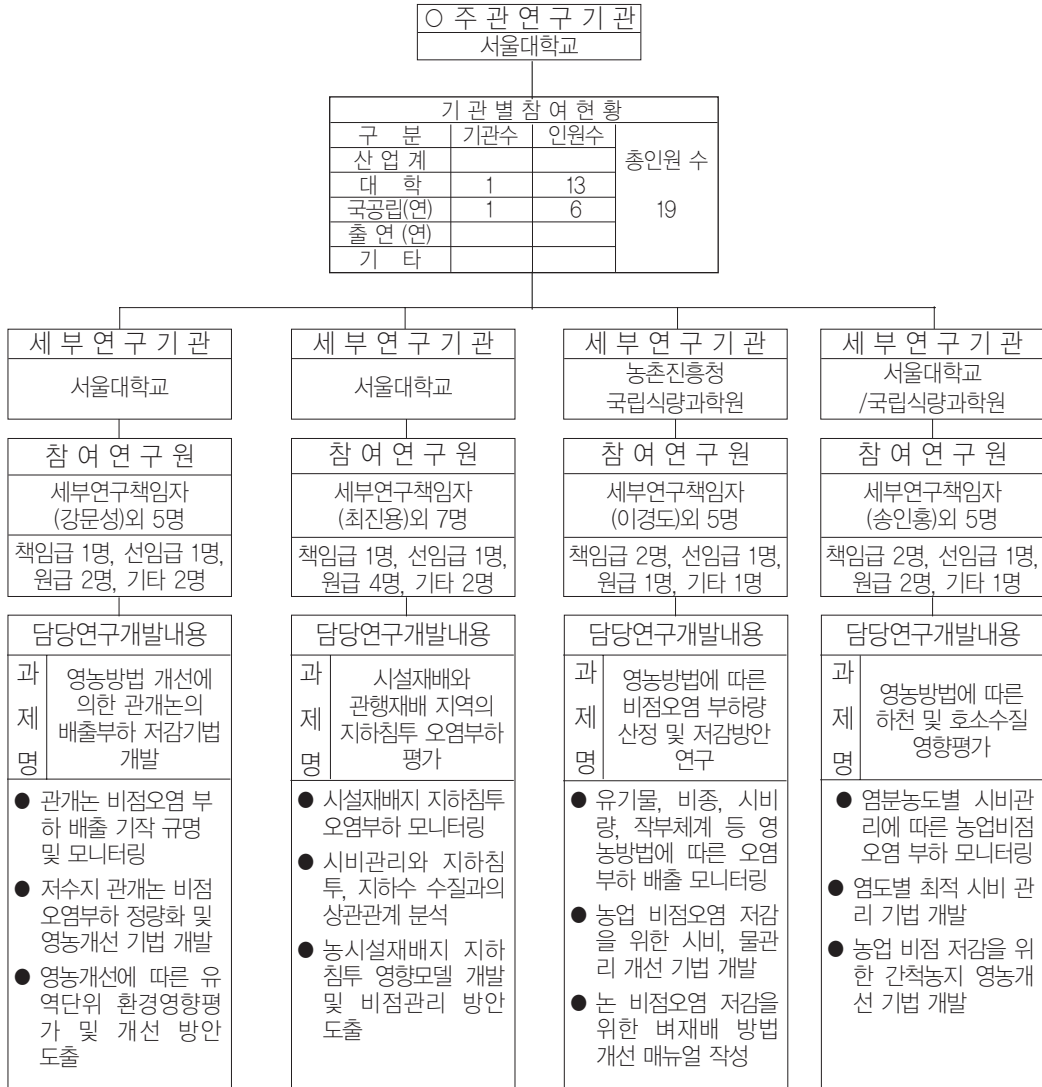 ○ 주 관 연 구 기 관
서울대학교
기 관 별 참 여 현 황
구 분 기관수 인원수 총인원 수
산 업 계
대 학 1 13
국공립(연) 1 6 19
출 연 (연)
기 타
세 부 연 구 기 관
서울대학교
참 여 연 구 원
세부연구책임자
(강문성)외 5명
책임급 1명, 선임급 1명,
원급 2명, 기타 2명
담당연구개발내용
과 제 명
영농방법 개선에
의한 관개논의
배출부하 저감기법
개발
● 관개논 비점오염 부
하 배출 기작 규명
및 모니터링
● 저수지 관개논 비점
오염부하 정량화 및
영농개선 기법 개발
● 영농개선에 따른 유
역단위 환경영향평
가 및 개선 방안
도출
세 부 연 구 기 관
서울대학교
참 여 연 구 원
세부연구책임자
(최진용)외 7명
책임급 1명, 선임급 1명,
원급 4명, 기타 2명
담당연구개발내용
과 제 명
시설재배와
관행재배 지역의
지하침투 오염부하
평가
● 시설재배지 지하침투
오염부하 모니터링
● 시비관리와 지하침
투, 지하수 수질과의
상관관계 분석
● 농시설재배지 지하
침투 영향모델 개발
및 비점관리 방안
도출
세 부 연 구 기 관
농촌진흥청
국립식량과학원
참 여 연 구 원
세부연구책임자
(이경도)외 5명
책임급 2명, 선임급 1명,
원급 1명, 기타 1명
담당연구개발내용
과 제 명
영농방법에 따른
비점오염 부하량
산정 및 저감방안
연구
● 유기물, 비종, 시비
량, 작부체계 등 영
농방법에 따른 오염
부하 배출 모니터링
● 농업 비점오염 저감
을 위한 시비, 물관
리 개선 기법 개발
● 논 비점오염 저감을
위한 벼재배 방법
개선 매뉴얼 작성
세 부 연 구 기 관
서울대학교
/국립식량과학원
참 여 연 구 원
세부연구책임자
(송인홍)외 5명
책임급 2명, 선임급 1명,
원급 2명, 기타 1명
담당연구개발내용
과 제 명
영농방법에 따른
하천 및 호소수질
영향평가
● 염분농도별 시비관
리에 따른 농업비점
오염 부하 모니터링
● 염도별 최적 시비 관
리 기법 개발
● 농업 비점 저감을 위
한 간척농지 영농개
선 기법 개발